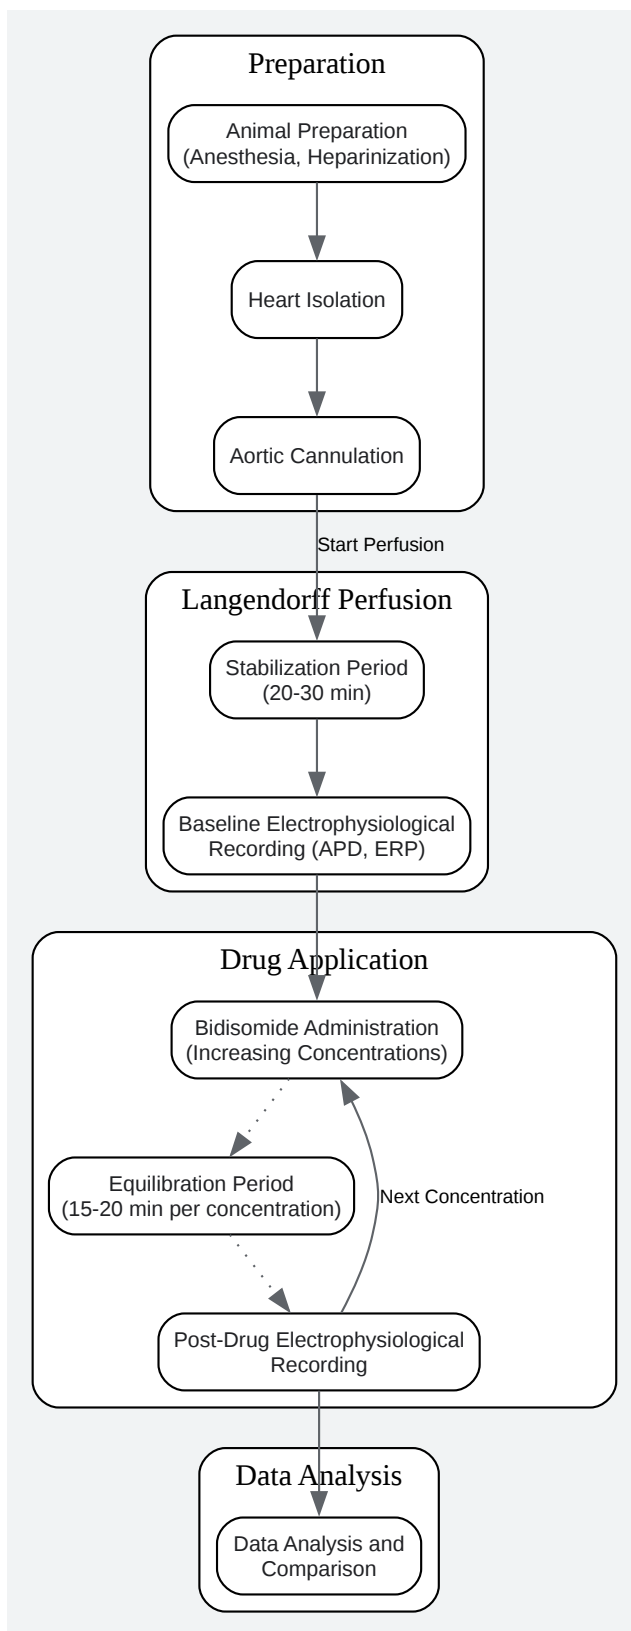 Preparation
Animal Preparation
(Anesthesia, Heparinization)
Heart Isolation
Aortic Cannulation
Start Perfusion
Langendorff Perfusion
Stabilization Period
(20-30 min)
Baseline Electrophysiological
Recording (APD, ERP)
Drug Application
Bidisomide Administration
(Increasing Concentrations)
Equilibration Period
(15-20 min per concentration)
Next Concentration
Post-Drug Electrophysiological
Recording
Data Analysis
Data Analysis and
Comparison